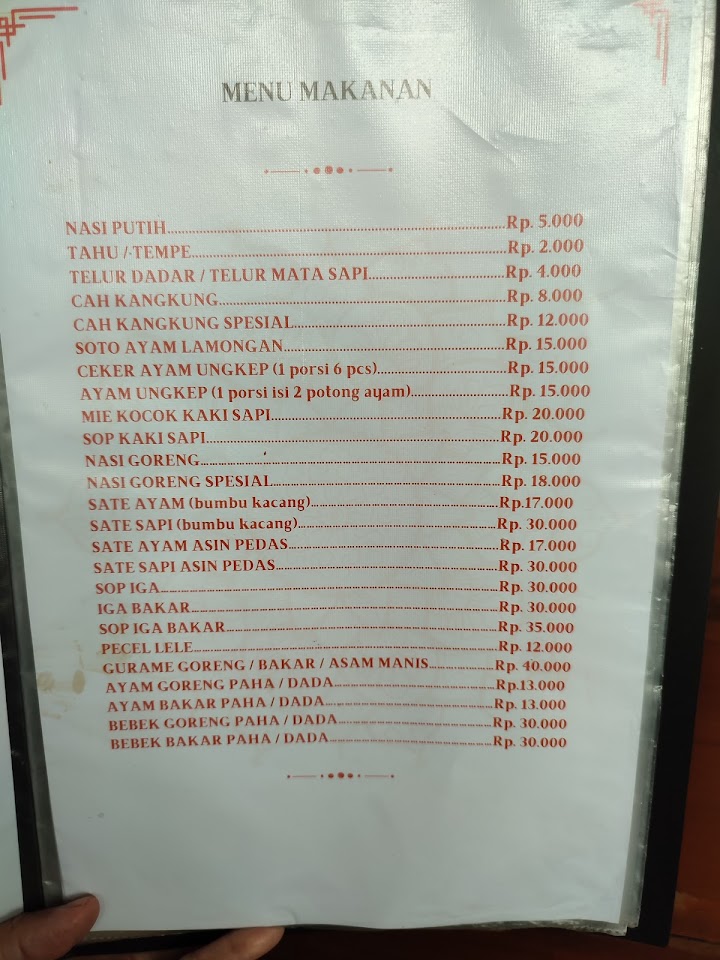 MENU MAKANAN
NASI PUTIH........Rp. 5.000
TAHU / TEMPE........Rp. 2.000
TELUR DADAR / TELUR MATA SAPI........Rp. 4.000
CAH KANGKUNG........Rp. 8.000
CAH KANGKUNG SPESIAL........Rp. 12.000
SOTO AYAM LAMONGAN........Rp. 15.000
CEKER AYAM UNGKEP (1 porsi 6 pcs)........Rp. 15.000
AYAM UNGKEP (1 porsi isi 2 potong ayam)........Rp. 15.000
MIE KOCOK KAKI SAPI........Rp. 20.000
SOP KAKI SAPI........Rp. 20.000
NASI GORENG........Rp. 15.000
NASI GORENG SPESIAL........Rp. 18.000
SATE AYAM (bumbu kacang)........Rp.17.000
SATE SAPI (bumbu kacang)........Rp. 30.000
SATE AYAM ASIN PEDAS........Rp. 17.000
SATE SAPI ASIN PEDAS........Rp. 30.000
SOP IGA........Rp. 30.000
IGA BAKAR........Rp. 30.000
SOP IGA BAKAR........Rp. 35.000
PECEL LELE........Rp. 12.000
GURAME GORENG / BAKAR / ASAM MANIS........Rp. 40.000
AYAM GORENG PAHA / DADA........Rp.13.000
AYAM BAKAR PAHA / DADA........Rp. 13.000
BEBEK GORENG PAHA / DADA........Rp. 30.000
BEBEK BAKAR PAHA / DADA........Rp. 30.000